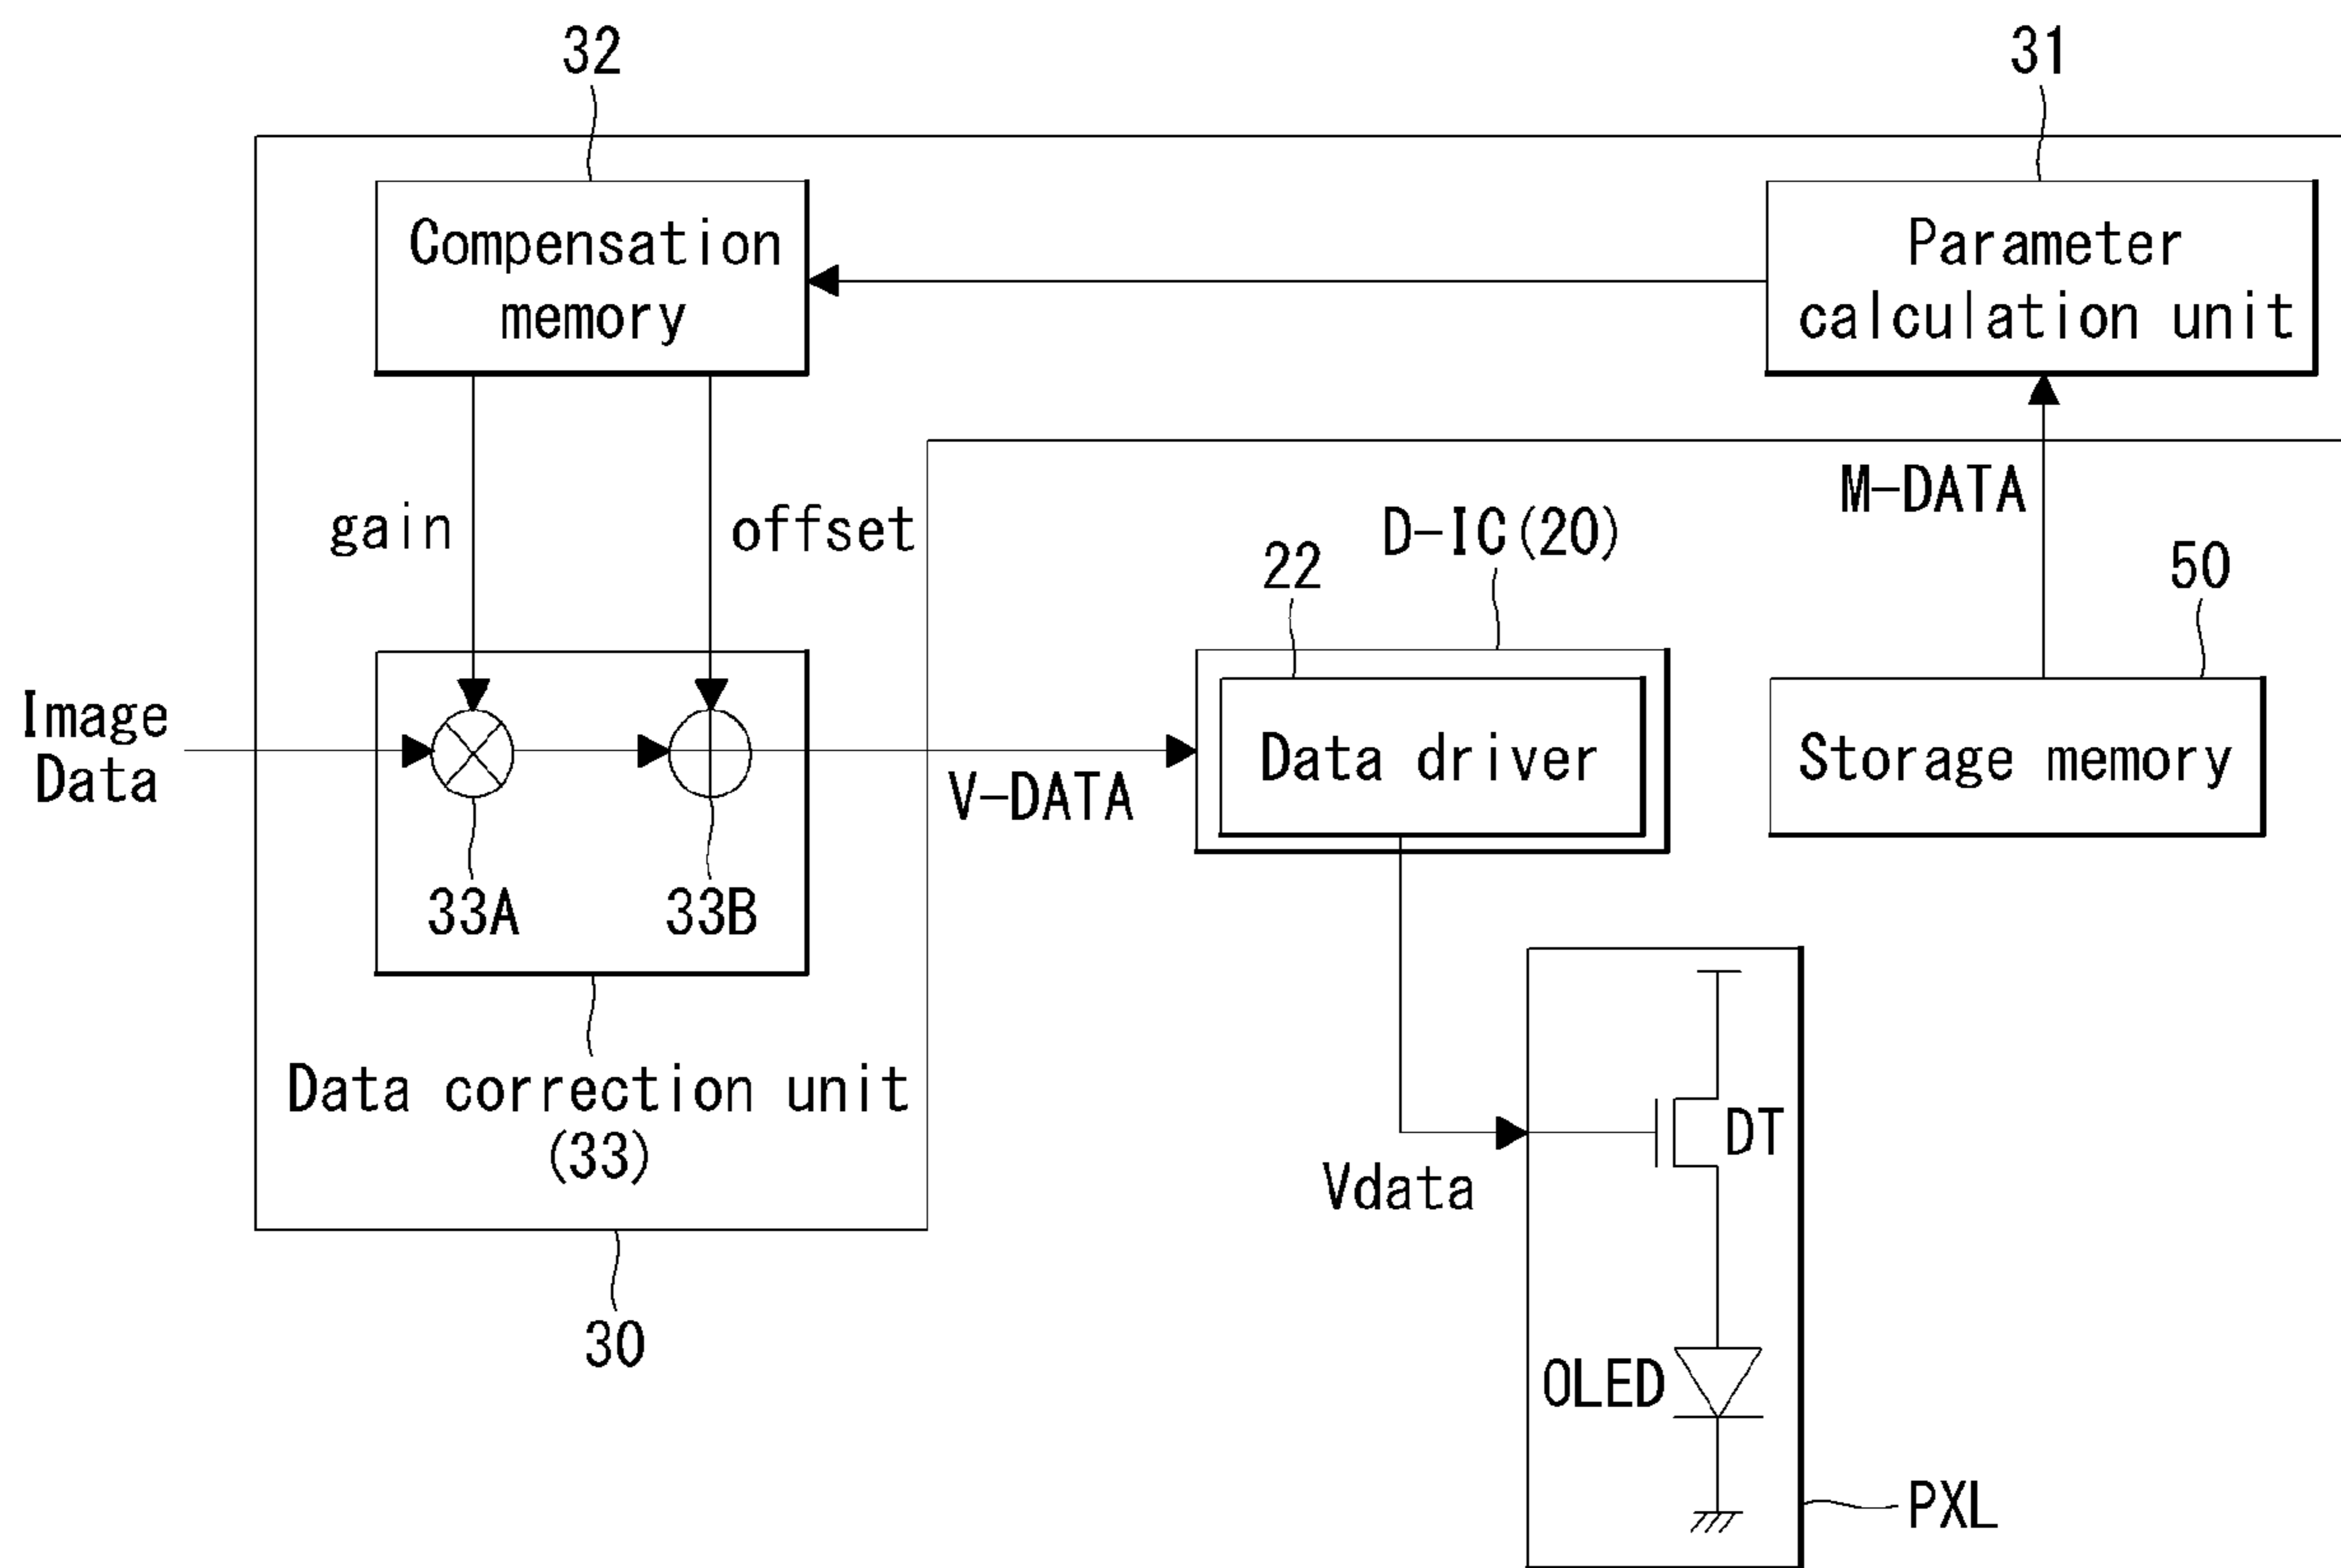 32
31
Compensation
memory
Parameter
calculation unit
gain
offset
M-DATA
D-IC(20)
22
50
Image
Data
Data driver
Storage memory
V-DATA
33A
33B
Data correction unit
(33)
DT
Vdata
30
OLED
PXL